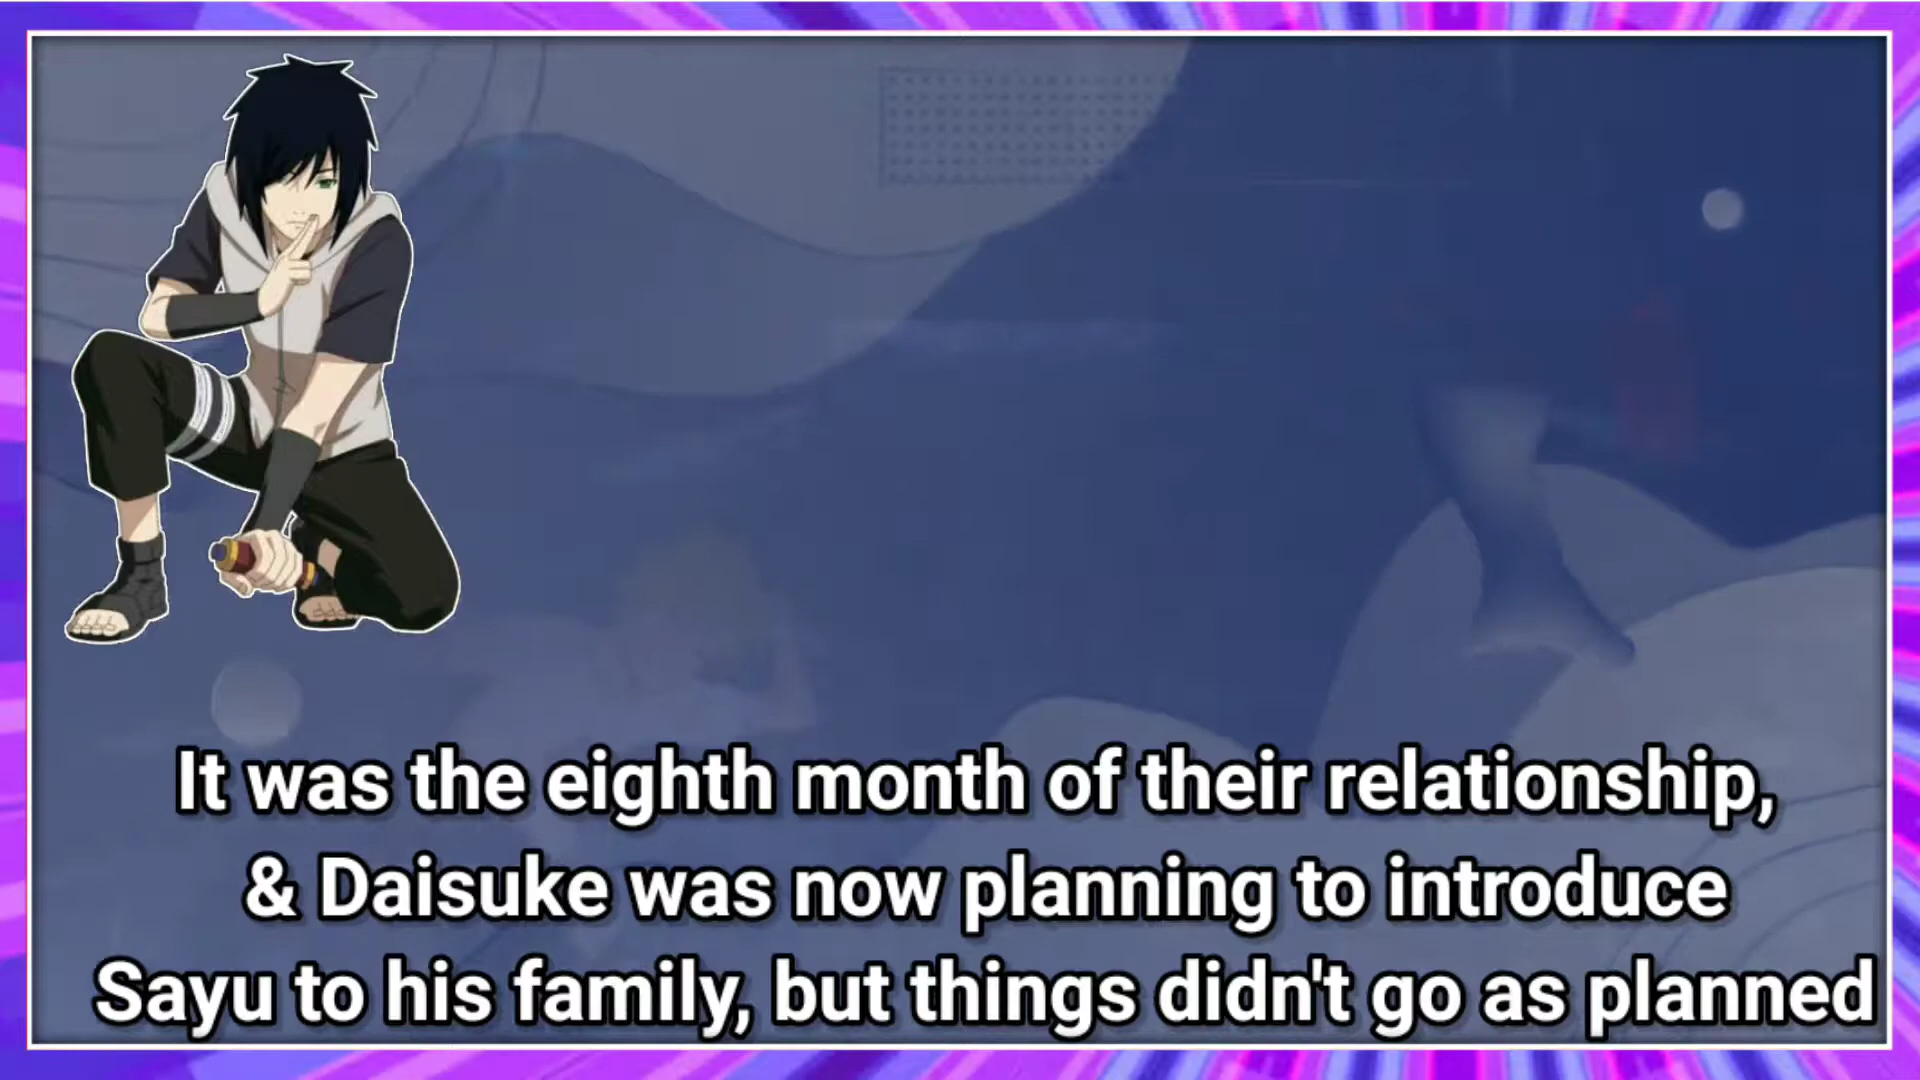 It was the eighth month of their relationship,
& Daisuke was now planning to introduce
Sayu to his family, but things didn't go as planned